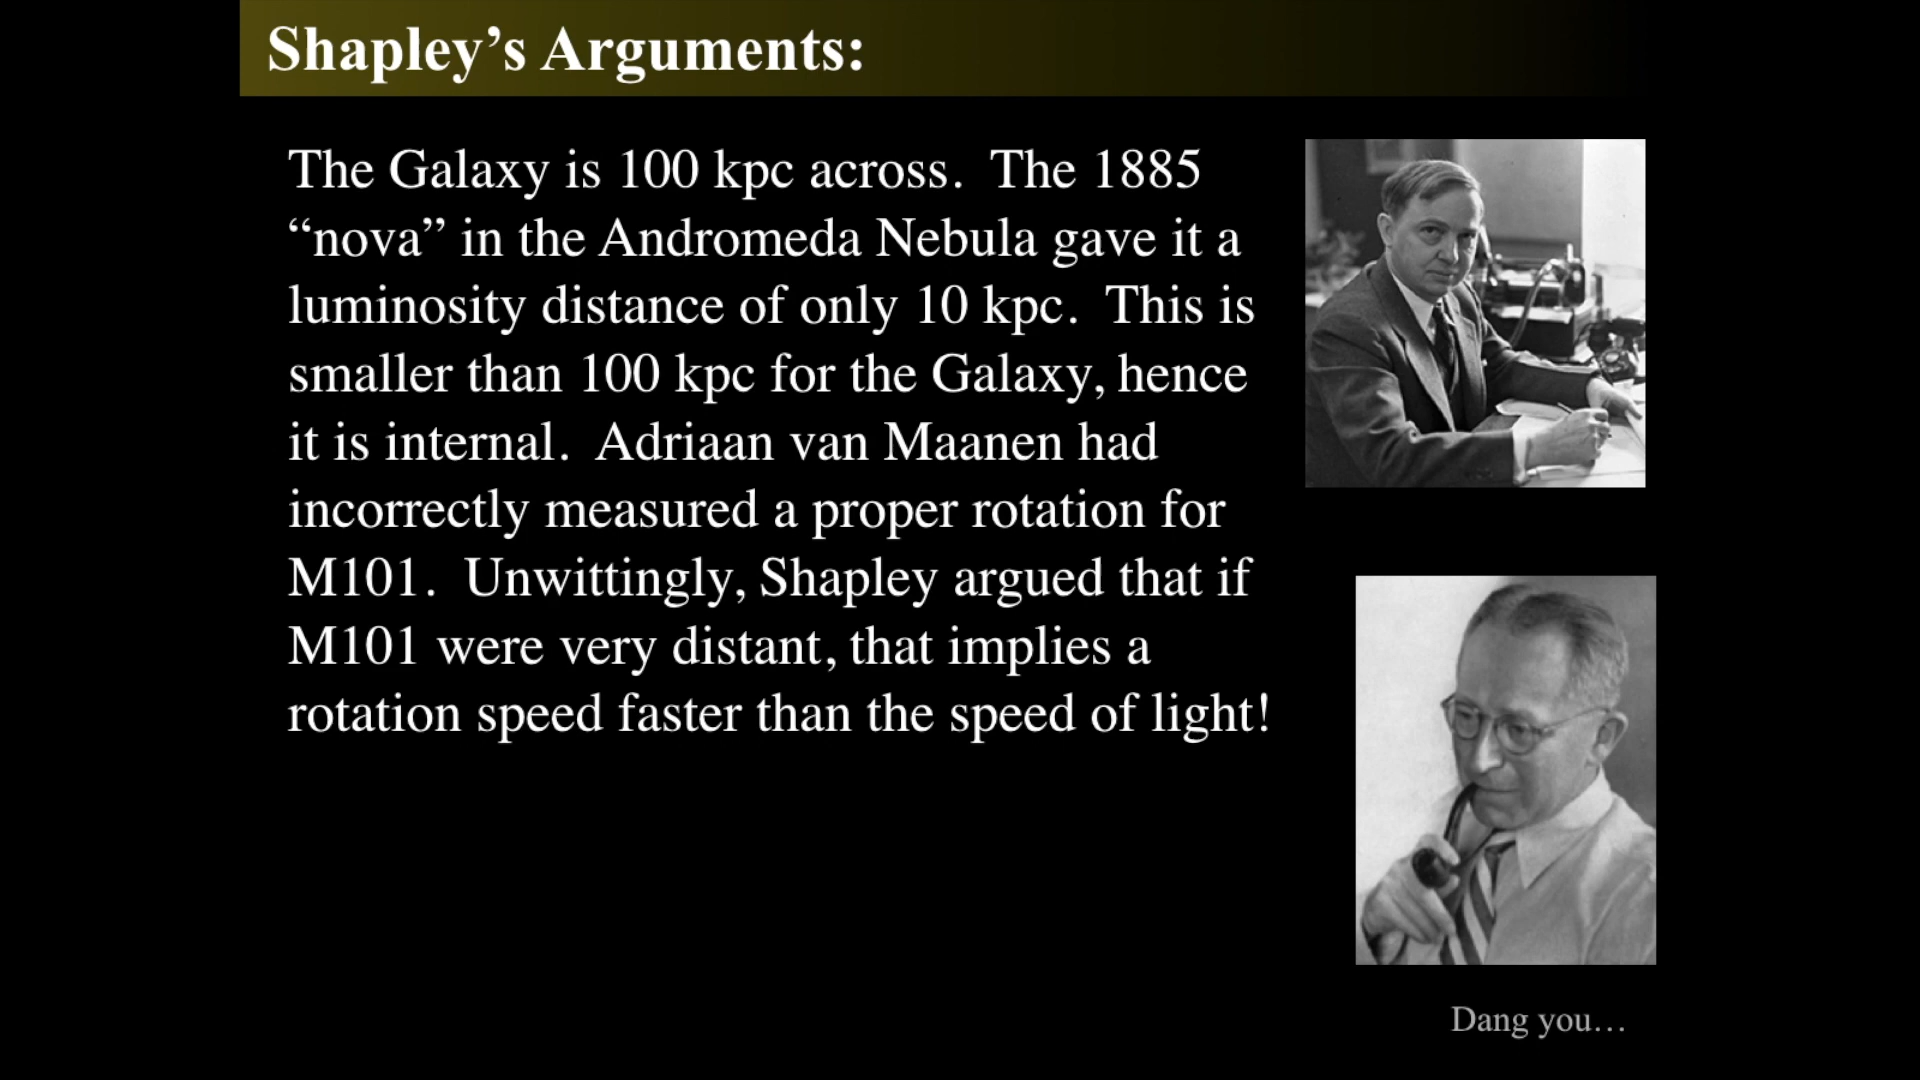 Shapley’s Arguments:
The Galaxy is 100 kpc across.  The 1885
“nova” in the Andromeda Nebula gave it a
luminosity distance of only 10 kpc.  This is
smaller than 100 kpc for the Galaxy, hence
it is internal.  Adriaan van Maanen had
incorrectly measured a proper rotation for
M101.  Unwittingly, Shapley argued that if
M101 were very distant, that implies a
rotation speed faster than the speed of light!
Dang you…